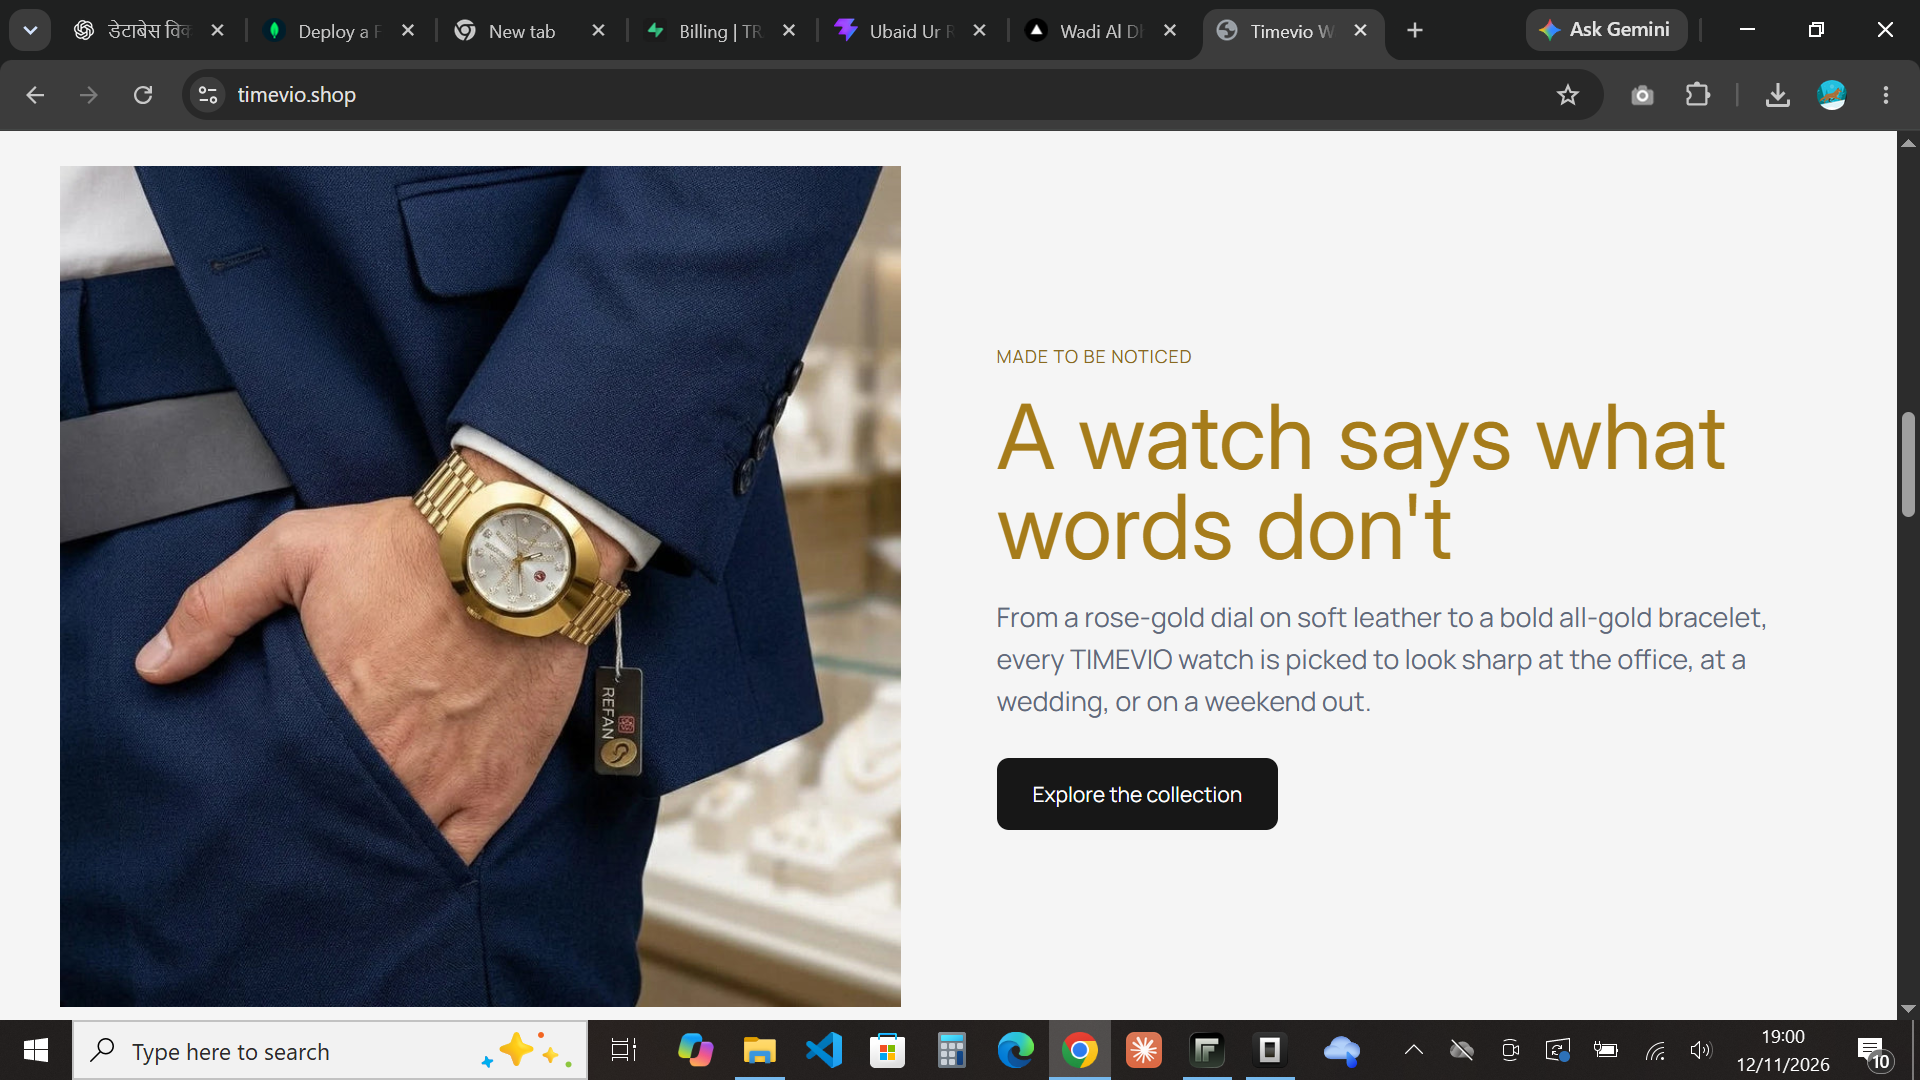 डेटाबेस विक
Deploy a F
New tab
Billing | TR
Ubaid Ur R
Wadi Al Dh
Timevio W
Ask Gemini
timevio.shop
MADE TO BE NOTICED
A watch says what
words don't
From a rose-gold dial on soft leather to a bold all-gold bracelet,
every TIMEVIO watch is picked to look sharp at the office, at a
wedding, or on a weekend out.
Explore the collection
REFAN
Type here to search
19:00
12/11/2026
10